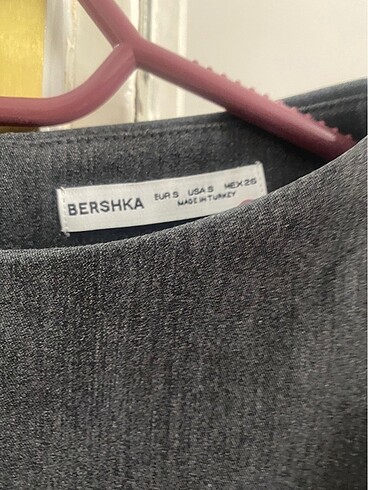 BERSHKA EUR S USA S MEX 26
MADE IN TURKEY